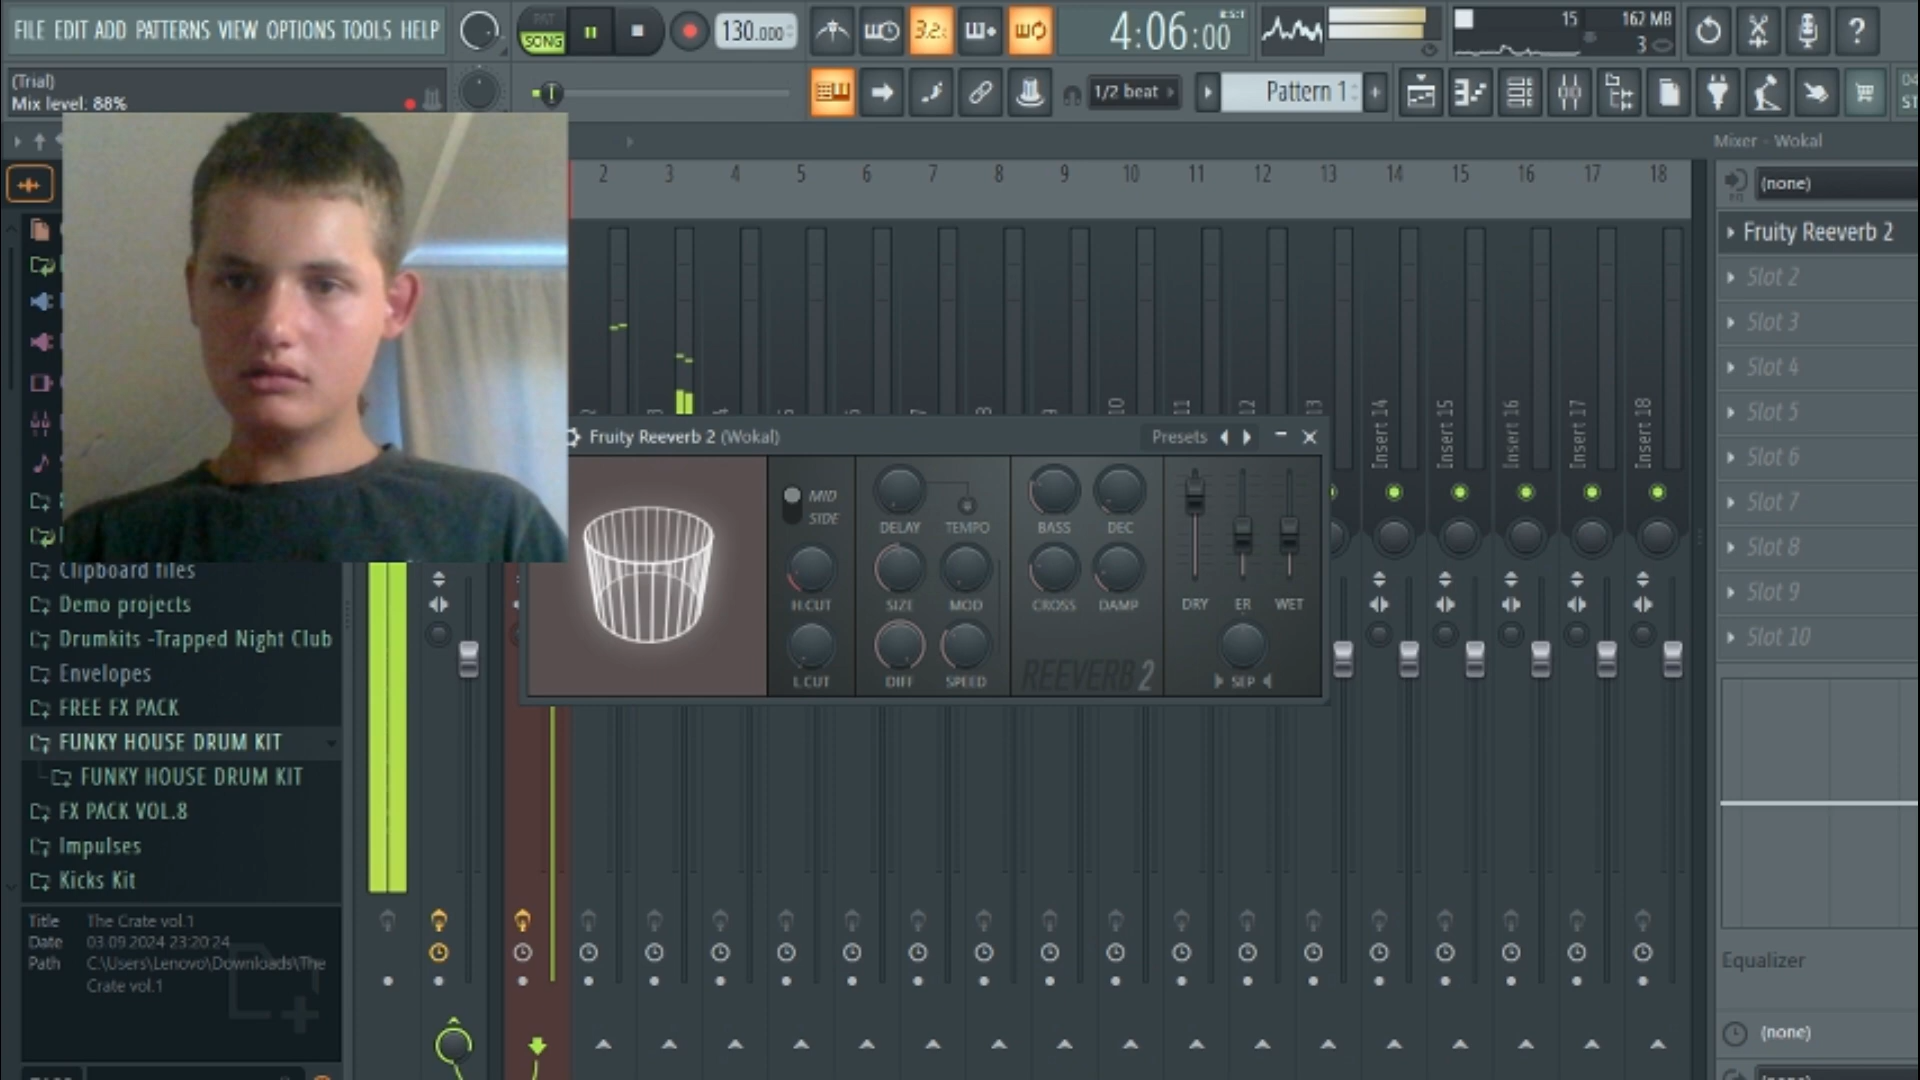 FILE EDIT ADD PATTERNS VIEW OPTIONS TOOLS HELP
PAT
SONG
130.000
3.2.:
4:06:00
B:S:T
15
162 MB
3
(Trial)
Mix level: 88%
1/2 beat
Pattern 1
Mixer - Wokal
2 3 4 5 6 7 8 9 10 11 12 13 14 15 16 17 18
(none)
Fruity Reeverb 2
Slot 2
Slot 3
Slot 4
Slot 5
Slot 6
Slot 7
Slot 8
Slot 9
Slot 10
10
11
12
13
Insert 14
Insert 15
Insert 16
Insert 17
Insert 18
Fruity Reeverb 2 (Wokal)
Presets
MID
SIDE
H.CUT
L.CUT
DELAY
TEMPO
SIZE
MOD
DIFF
SPEED
BASS
DEC
CROSS
DAMP
REEVERB 2
DRY
ER
WET
SEP
Clipboard files
Demo projects
Drumkits -Trapped Night Club
Envelopes
FREE FX PACK
FUNKY HOUSE DRUM KIT
FUNKY HOUSE DRUM KIT
FX PACK VOL.8
Impulses
Kicks Kit
Title The Crate vol.1
Date 03.09.2024 23:20:24
Path C:\Users\Lenovo\Downloads\The
Crate vol.1
Equalizer
(none)